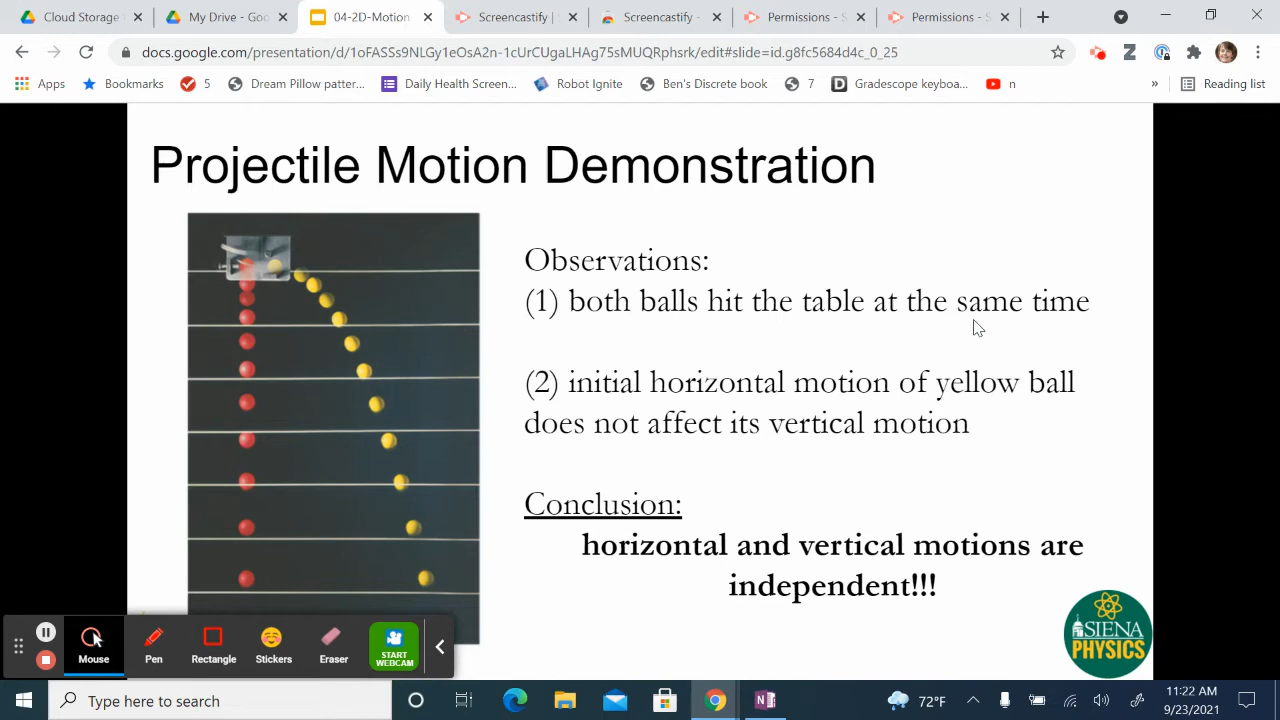 Cloud Storage
My Drive - Goo
04-2D-Motion
Screencastify |
Screencastify -
Permissions - S
Permissions - S
docs.google.com/presentation/d/1oFASSs9NLGy1eOsA2n-1cUrCUgaLHAg75sMUQRphsrk/edit#slide=id.g8fc5684d4c_0_25
Apps Bookmarks 5 Dream Pillow patter... Daily Health Screen... Robot Ignite Ben's Discrete book 7 Gradescope keyboa... n » Reading list
Projectile Motion Demonstration
Observations:
(1) both balls hit the table at the same time
(2) initial horizontal motion of yellow ball
does not affect its vertical motion
Conclusion:
horizontal and vertical motions are
independent!!!
SIENA
PHYSICS
Mouse Pen Rectangle Stickers Eraser
START
WEBCAM
Type here to search
72°F
11:22 AM
9/23/2021